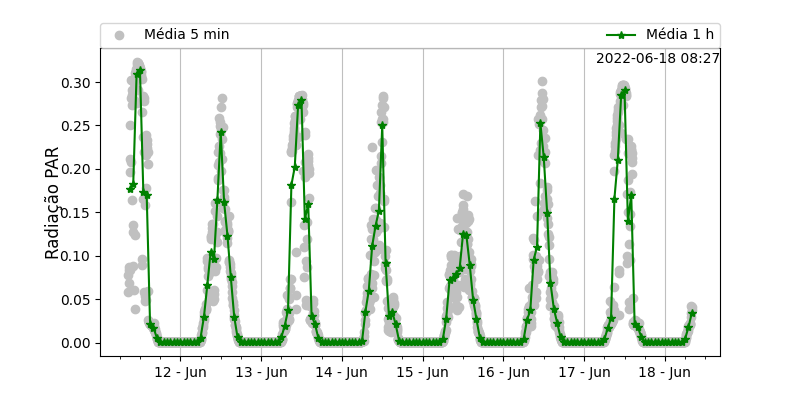 Média 5 min
Média 1 h
2022-06-18 08:27
Radiação PAR
0.30
0.25
0.20
0.15
0.10
0.05
0.00
12 - Jun
13 - Jun
14 - Jun
15 - Jun
16 - Jun
17 - Jun
18 - Jun